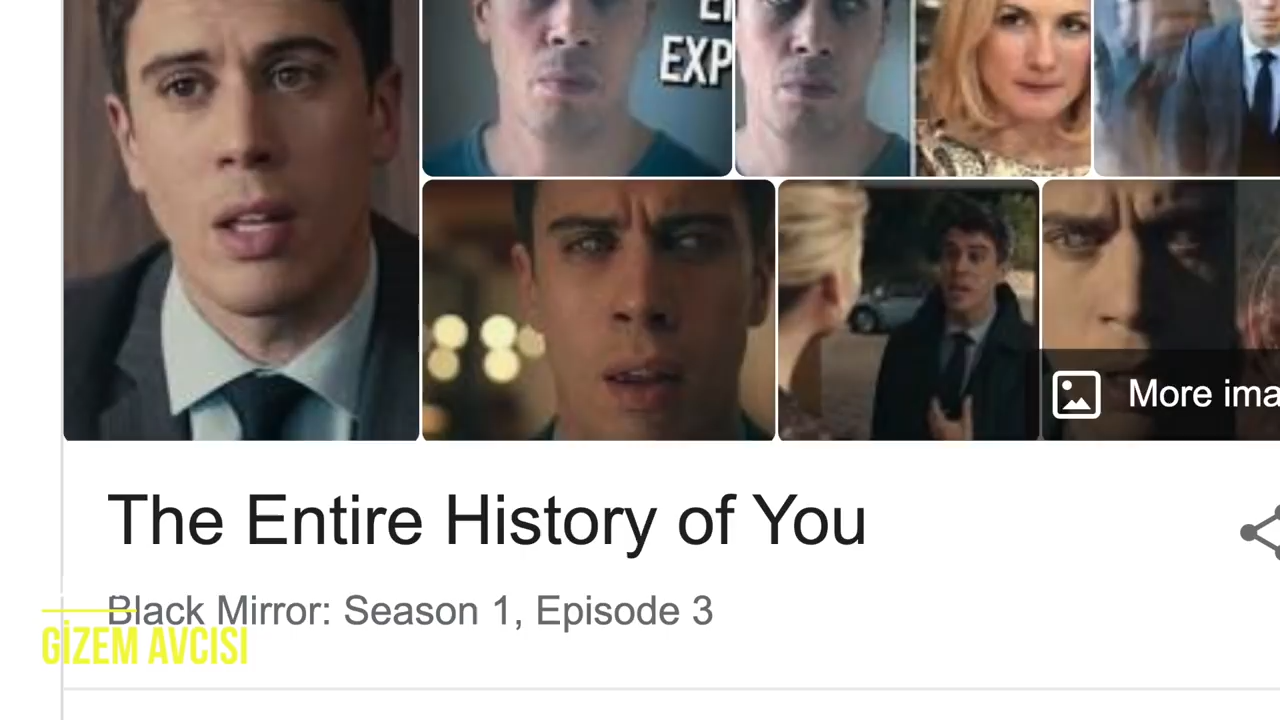 EXP
More ima
The Entire History of You
Black Mirror: Season 1, Episode 3
GİZEM AVCISI